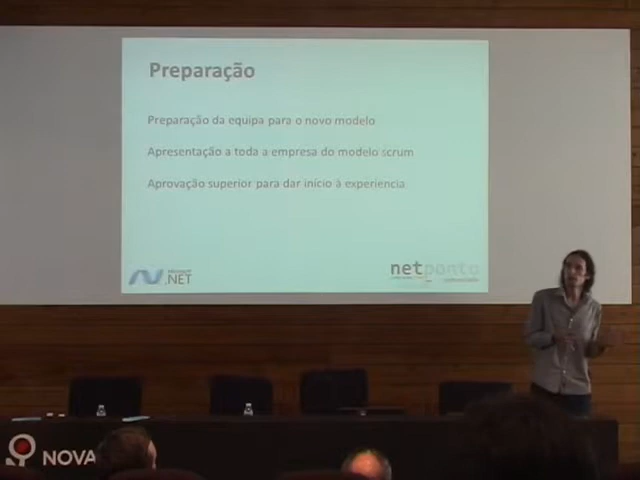 Preparação
Preparação da equipa para o novo modelo
Apresentação a toda a empresa do modelo scrum
Aprovação superior para dar início à experiencia
.NET
netponto
NOVA